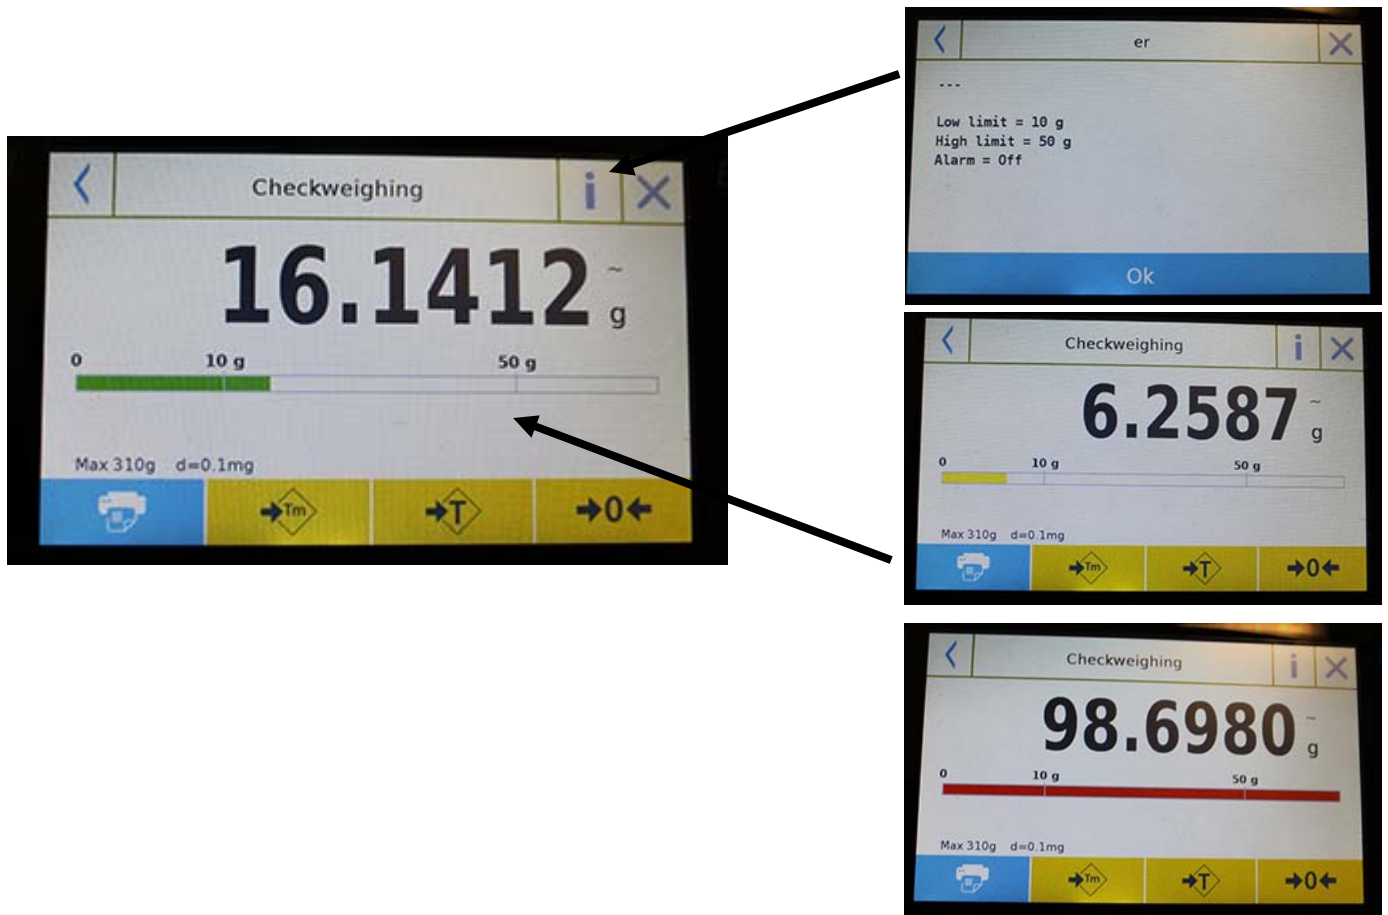 Checkweighing
i
16.1412 ~ g
0 10 g 50 g
Max 310g d=0.1mg
Tm T 0
er
---
Low limit = 10 g
High limit = 50 g
Alarm = Off
Ok
Checkweighing
i
6.2587 ~ g
0 10 g 50 g
Max 310g d=0.1mg
Tm T 0
Checkweighing
i
98.6980 ~ g
0 10 g 50 g
Max 310g d=0.1mg
Tm T 0